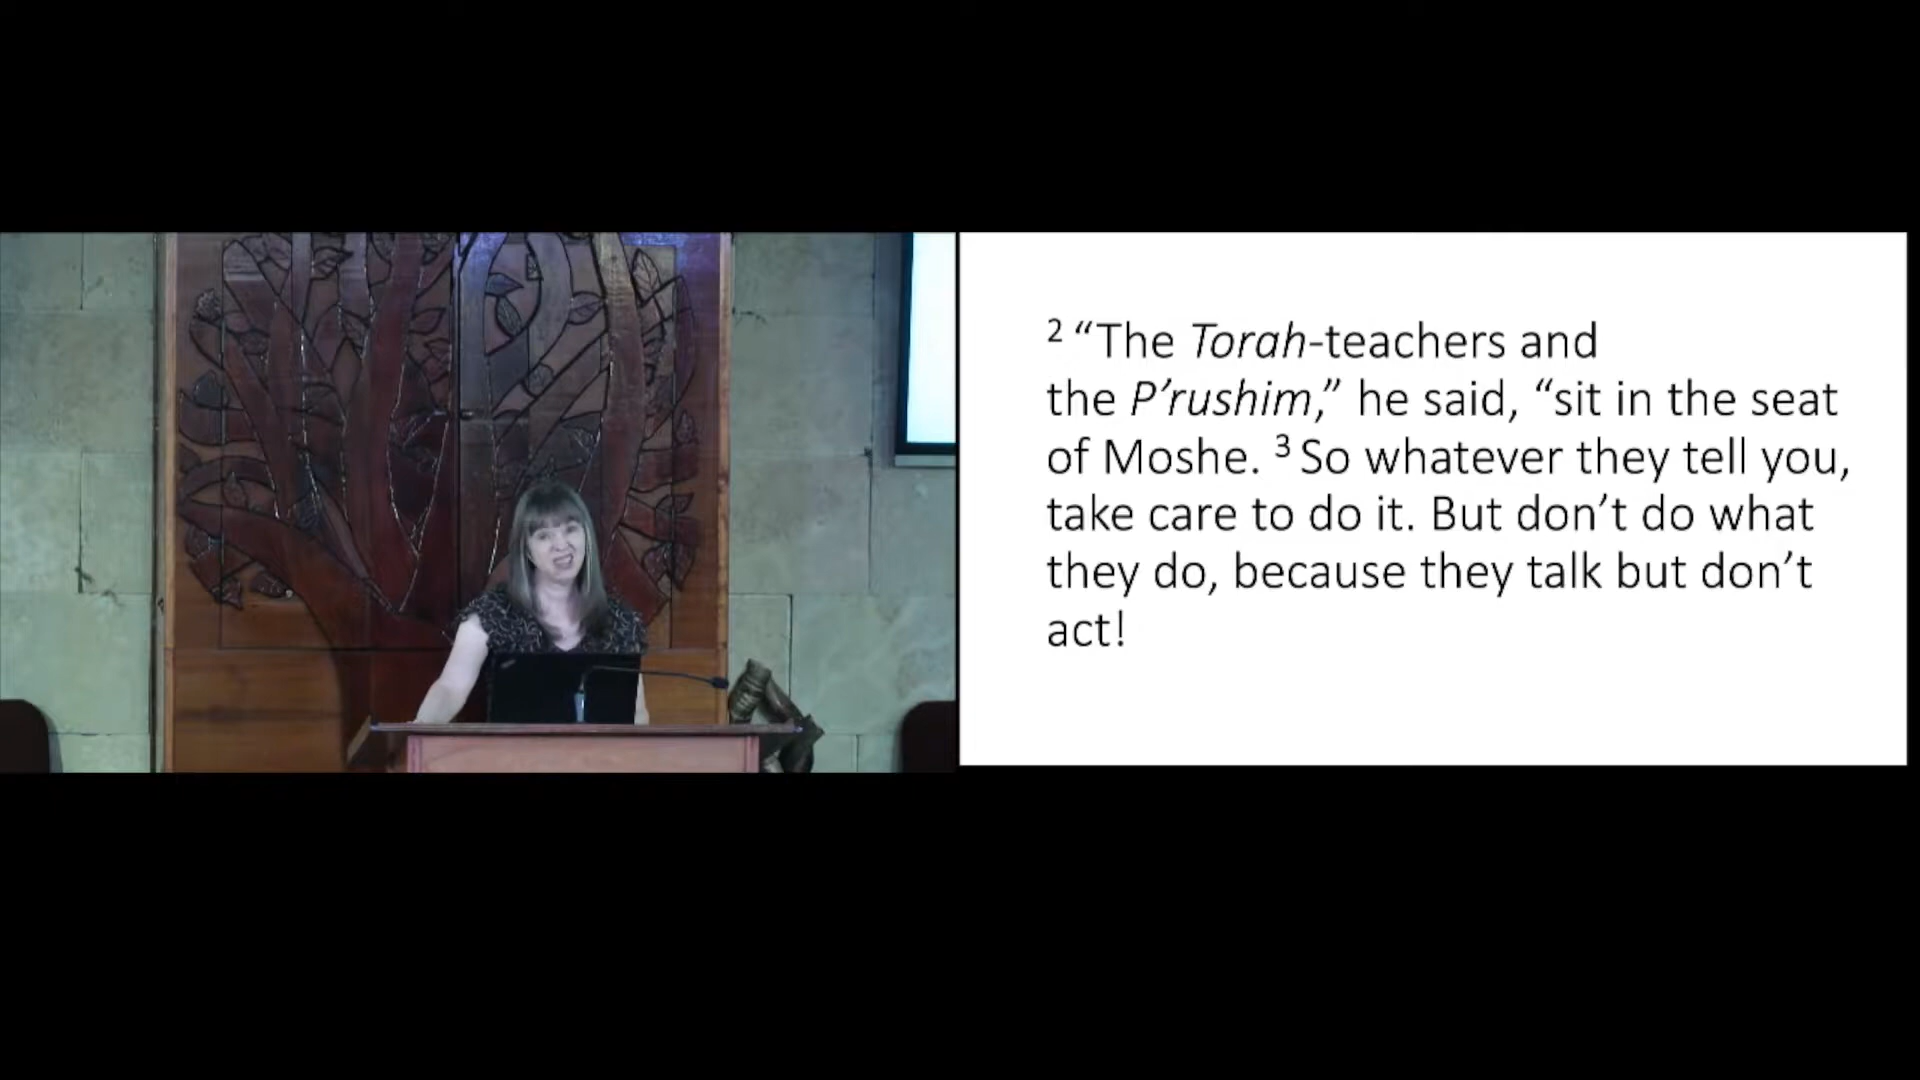 2 “The Torah-teachers and
the P’rushim,” he said, “sit in the seat
of Moshe. 3 So whatever they tell you,
take care to do it. But don’t do what
they do, because they talk but don’t
act!